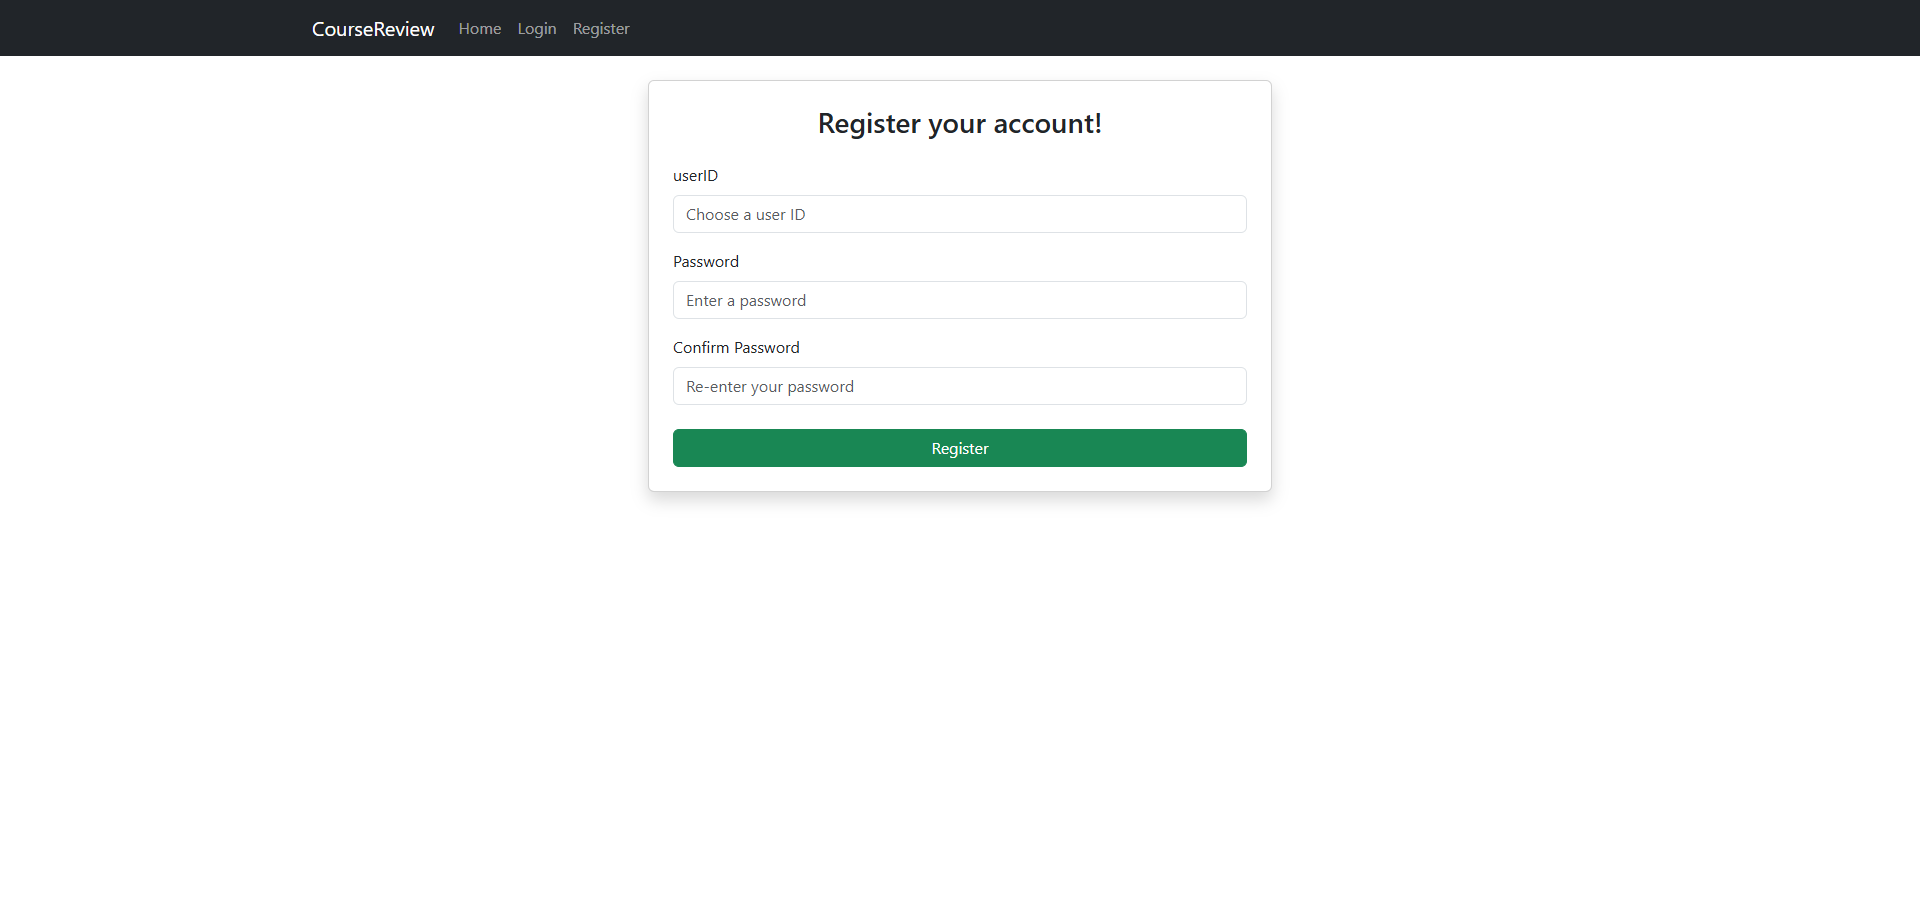 CourseReview Home Login Register
Register your account!
userID
Choose a user ID
Password
Enter a password
Confirm Password
Re-enter your password
Register